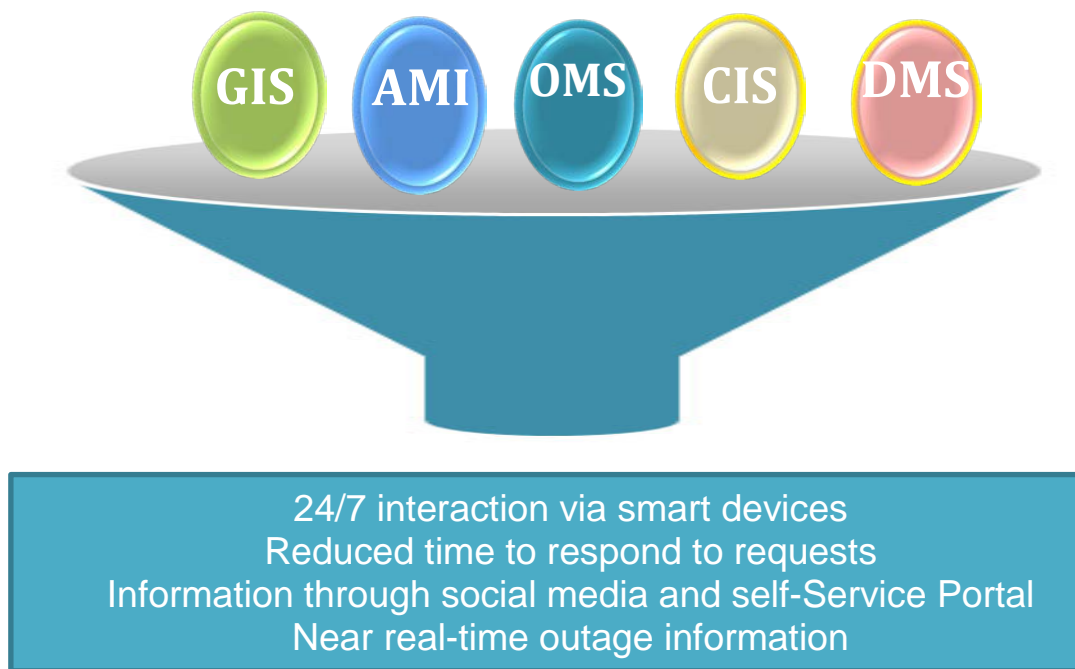 GIS
AMI
OMS
CIS
DMS
24/7 interaction via smart devices
Reduced time to respond to requests
Information through social media and self-Service Portal
Near real-time outage information